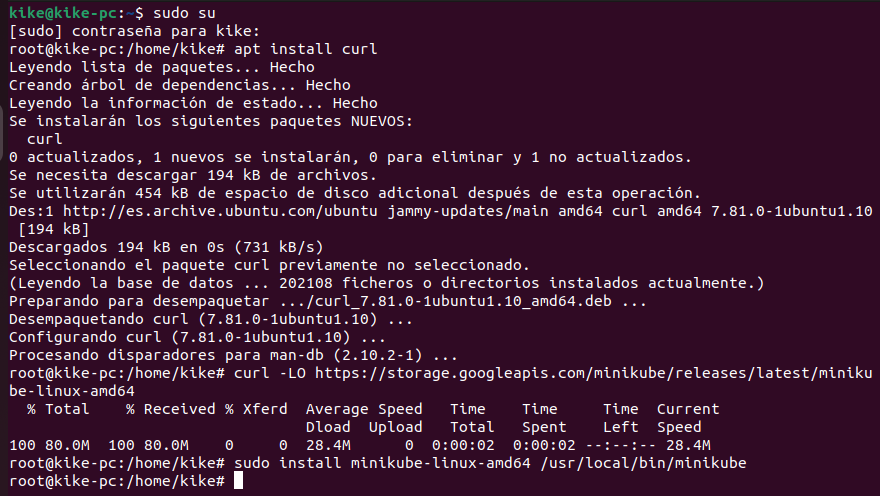 kike@kike-pc:~$ sudo su
[sudo] contraseña para kike:
root@kike-pc:/home/kike# apt install curl
Leyendo lista de paquetes... Hecho
Creando árbol de dependencias... Hecho
Leyendo la información de estado... Hecho
Se instalarán los siguientes paquetes NUEVOS:
  curl
0 actualizados, 1 nuevos se instalarán, 0 para eliminar y 1 no actualizados.
Se necesita descargar 194 kB de archivos.
Se utilizarán 454 kB de espacio de disco adicional después de esta operación.
Des:1 http://es.archive.ubuntu.com/ubuntu jammy-updates/main amd64 curl amd64 7.81.0-1ubuntu1.10
 [194 kB]
Descargados 194 kB en 0s (731 kB/s)
Seleccionando el paquete curl previamente no seleccionado.
(Leyendo la base de datos ... 202108 ficheros o directorios instalados actualmente.)
Preparando para desempaquetar .../curl_7.81.0-1ubuntu1.10_amd64.deb ...
Desempaquetando curl (7.81.0-1ubuntu1.10) ...
Configurando curl (7.81.0-1ubuntu1.10) ...
Procesando disparadores para man-db (2.10.2-1) ...
root@kike-pc:/home/kike# curl -LO https://storage.googleapis.com/minikube/releases/latest/miniku
be-linux-amd64
  % Total    % Received % Xferd  Average Speed   Time    Time     Time  Current
                                 Dload  Upload   Total   Spent    Left  Speed
100 80.0M  100 80.0M    0     0  28.4M      0  0:00:02  0:00:02 --:--:-- 28.4M
root@kike-pc:/home/kike# sudo install minikube-linux-amd64 /usr/local/bin/minikube
root@kike-pc:/home/kike#